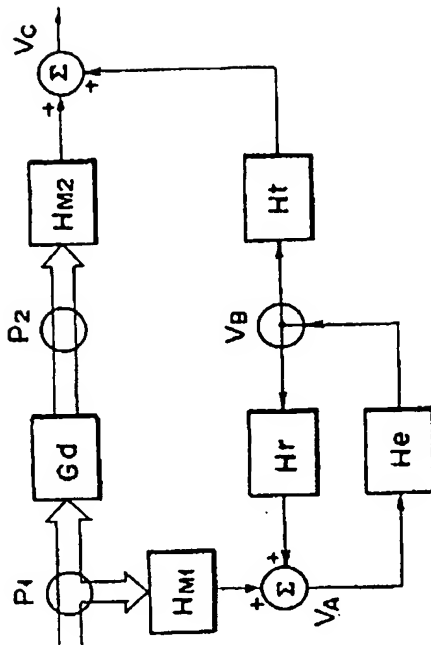 P1
Gd
P2
HM2
Σ
VC
+
+
HM1
Hr
VB
Ht
+
+
Σ
VA
He